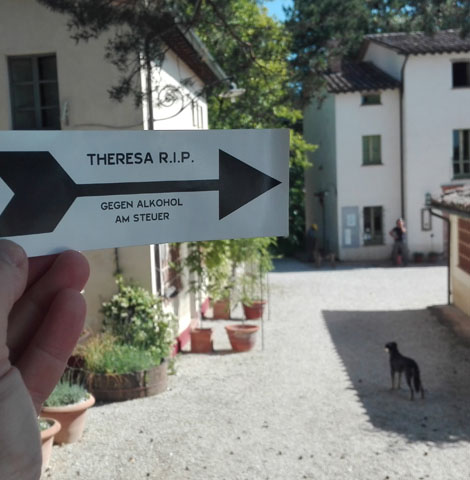 THERESA R.I.P.
GEGEN ALKOHOL
AM STEUER